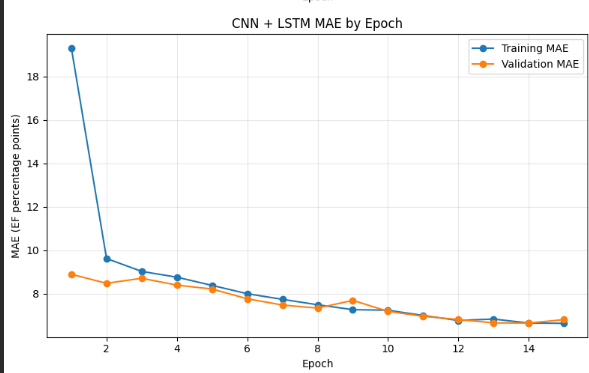 CNN + LSTM MAE by Epoch
Training MAE
Validation MAE
MAE (EF percentage points)
18
16
14
12
10
8
2 4 6 8 10 12 14
Epoch